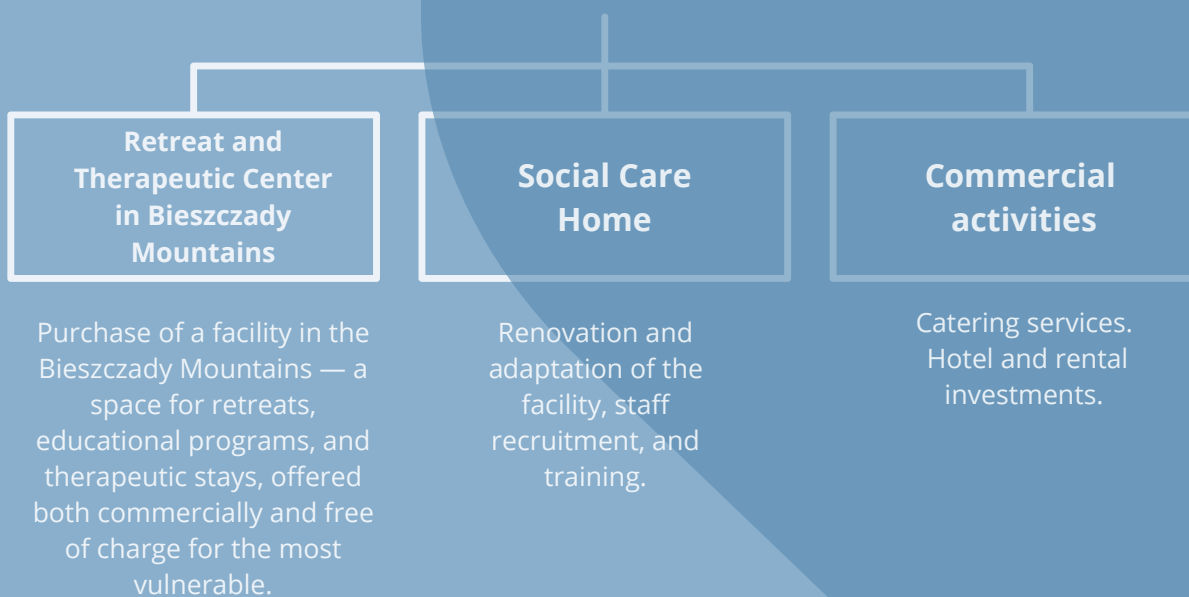 Retreat and
Therapeutic Center
in Bieszczady
Mountains
Purchase of a facility in the
Bieszczady Mountains — a
space for retreats,
educational programs, and
therapeutic stays, offered
both commercially and free
of charge for the most
vulnerable.
Social Care
Home
Renovation and
adaptation of the
facility, staff
recruitment, and
training.
Commercial
activities
Catering services.
Hotel and rental
investments.